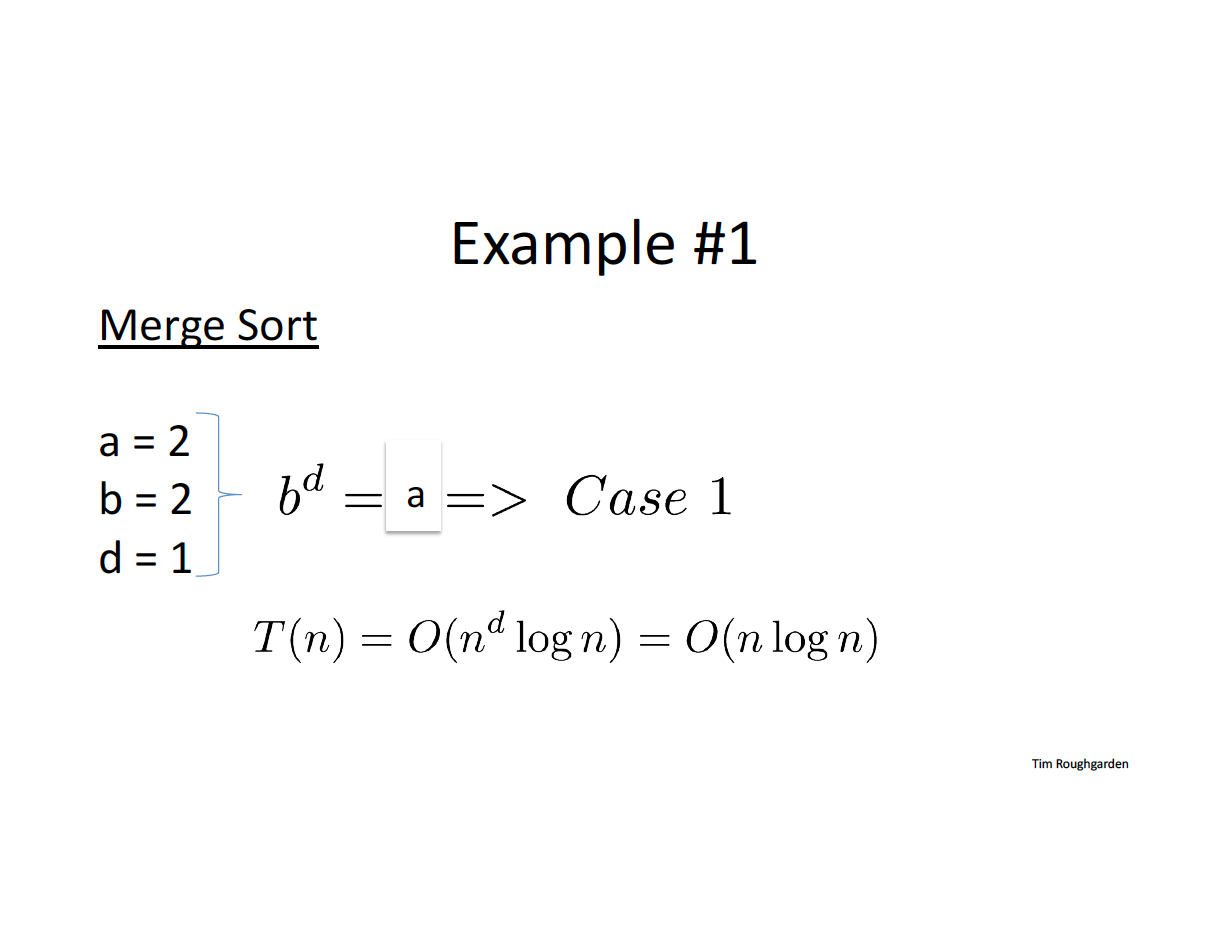 Example #1
Merge Sort
a = 2
b = 2
d = 1
b^d = a => Case 1
T(n) = O(n^d log n) = O(n log n)
Tim Roughgarden